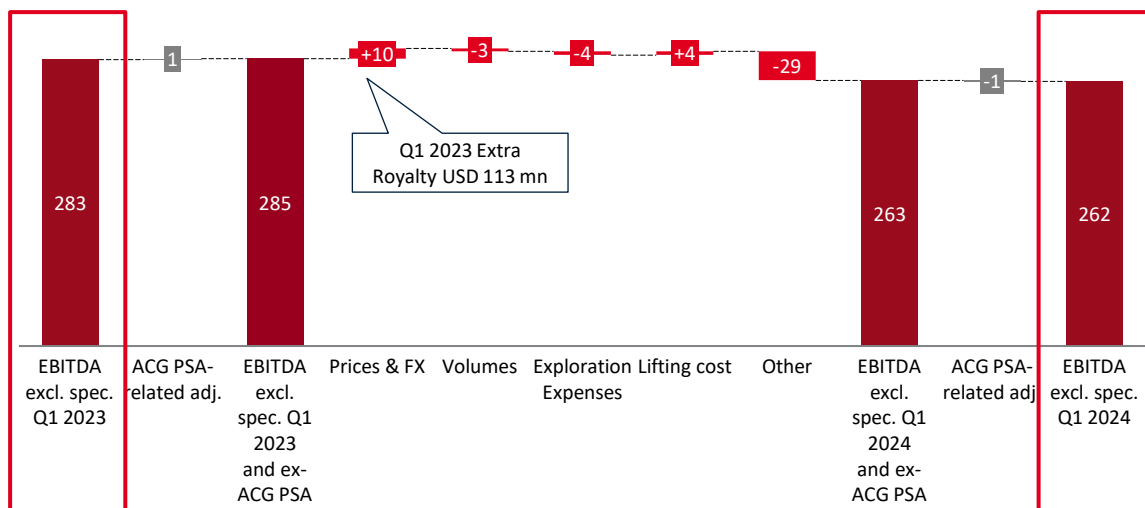 1
+10
-3
-4
+4
-29
-1
Q1 2023 Extra
Royalty USD 113 mn
283
285
263
262
EBITDA
excl. spec.
Q1 2023
ACG PSA-
related adj.
EBITDA
excl.
spec. Q1
2023
and ex-
ACG PSA
Prices & FX
Volumes
Exploration
Expenses
Lifting cost
Other
EBITDA
excl.
spec. Q1
2024
and ex-
ACG PSA
ACG PSA-
related adj
EBITDA
excl. spec.
Q1 2024